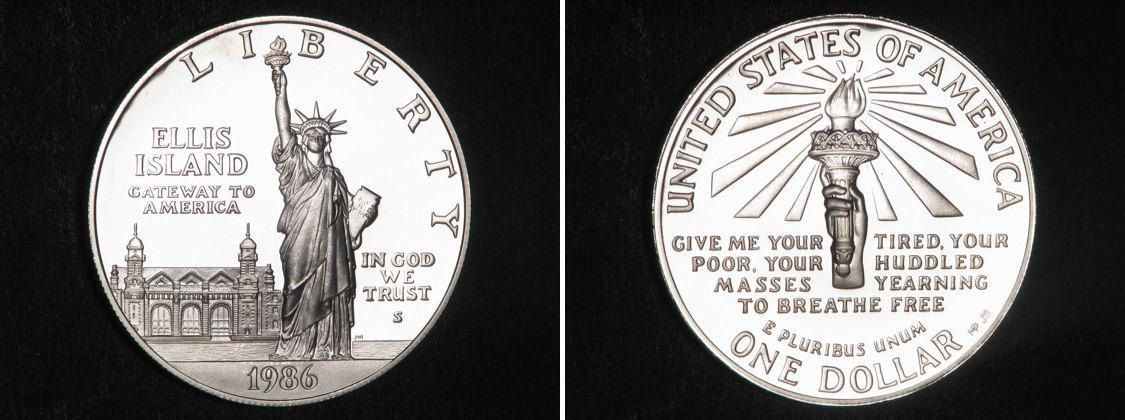 LIBERTY
ELLIS
ISLAND
GATEWAY TO
AMERICA
IN GOD
WE
TRUST
S
1986
UNITED STATES OF AMERICA
GIVE ME YOUR TIRED, YOUR
POOR, YOUR HUDDLED
MASSES YEARNING
TO BREATHE FREE
E PLURIBUS UNUM
ONE DOLLAR